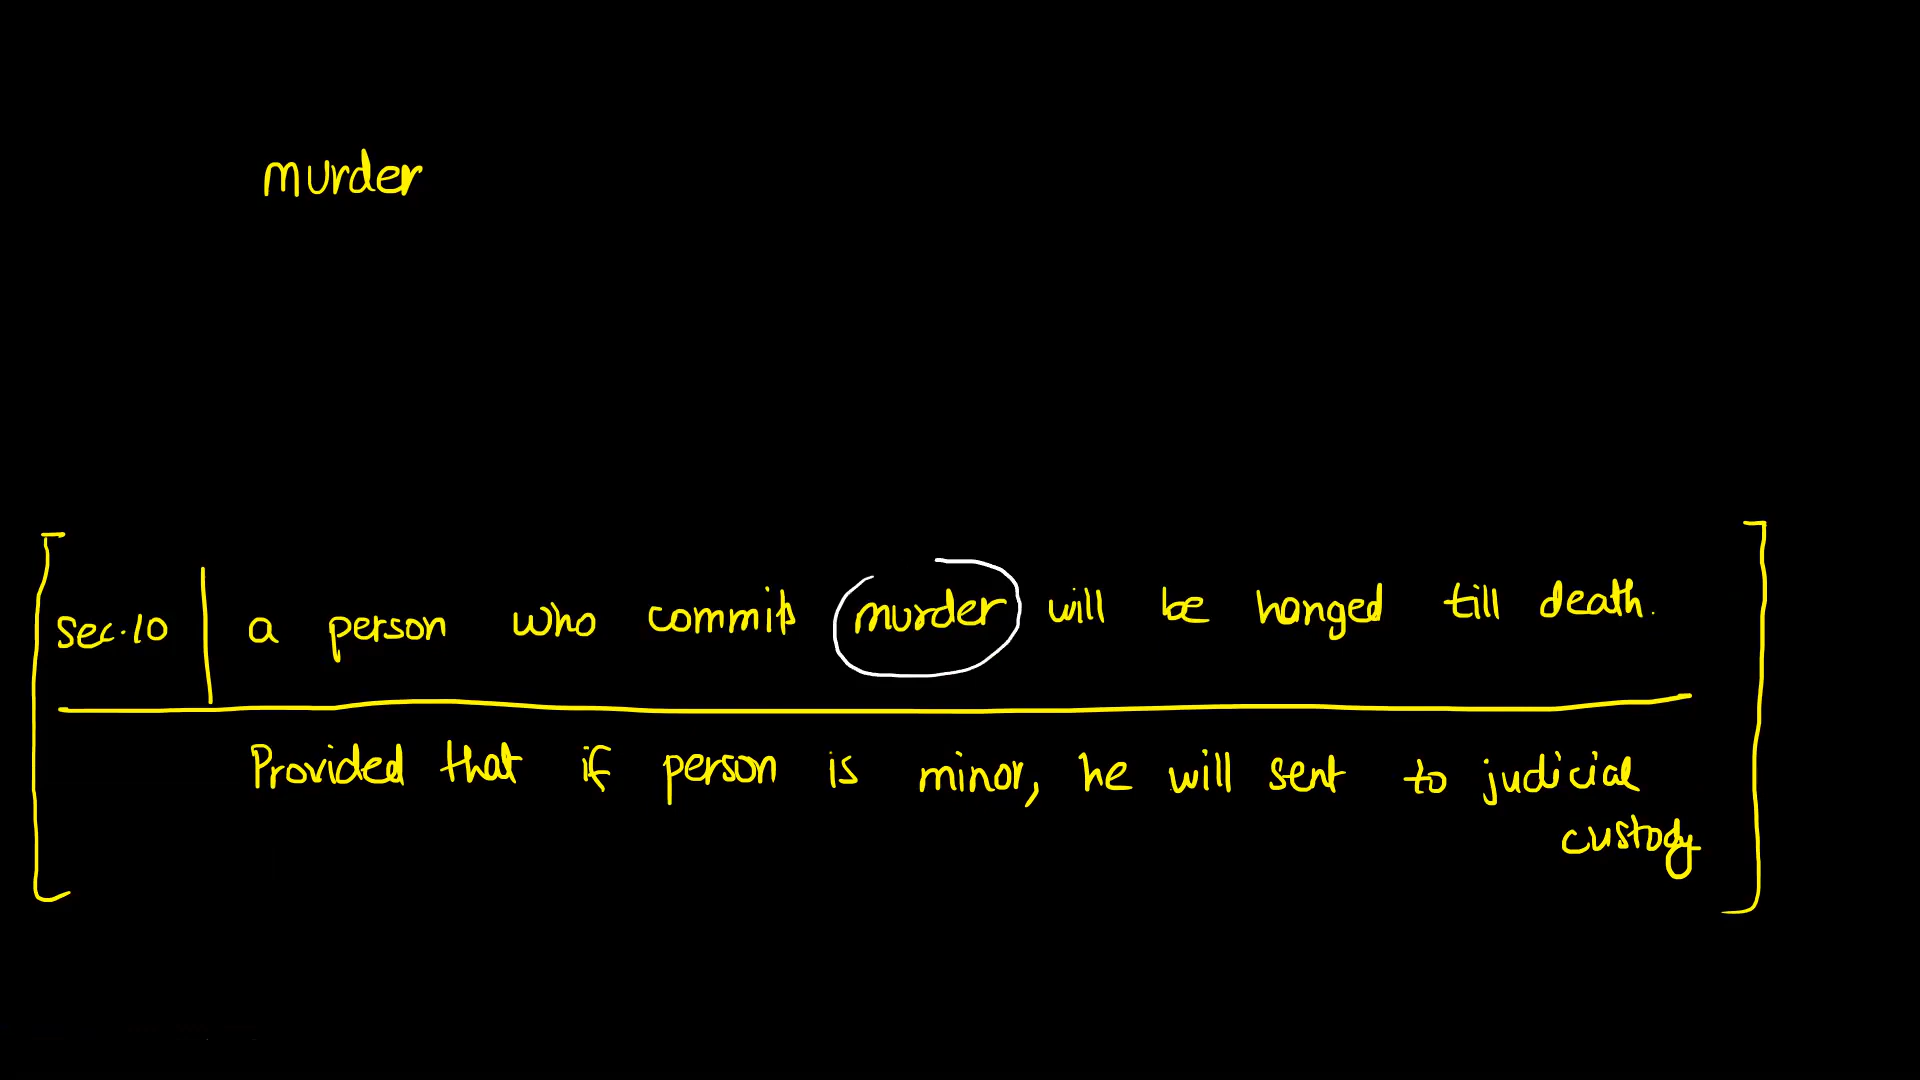 murder
Sec.10 a person who commits murder will be hanged till death.
Provided that if person is minor, he will sent to judicial
custody